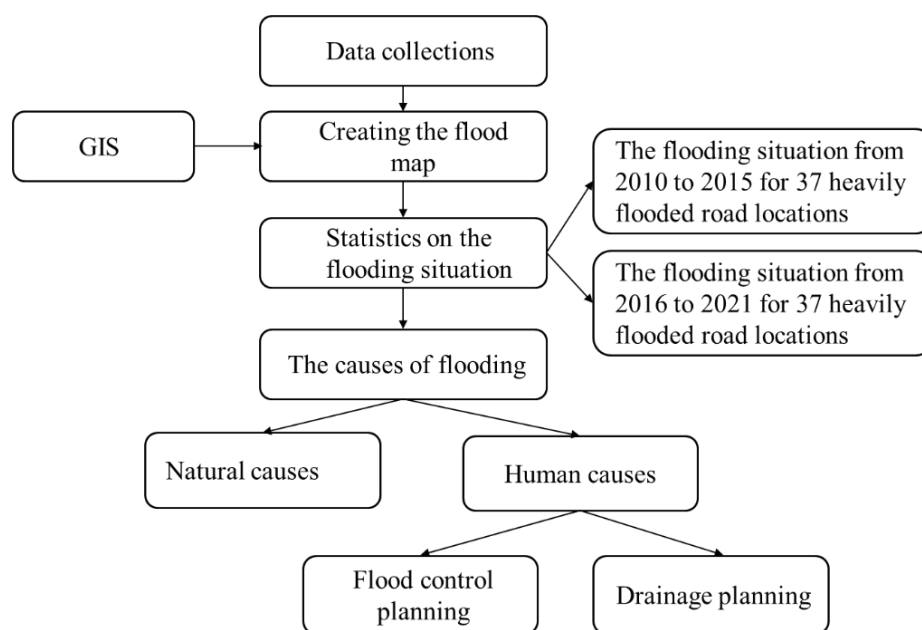 Data collections
GIS
Creating the flood
map
The flooding situation from
2010 to 2015 for 37 heavily
flooded road locations
Statistics on the
flooding situation
The flooding situation from
2016 to 2021 for 37 heavily
flooded road locations
The causes of flooding
Natural causes
Human causes
Flood control
planning
Drainage planning